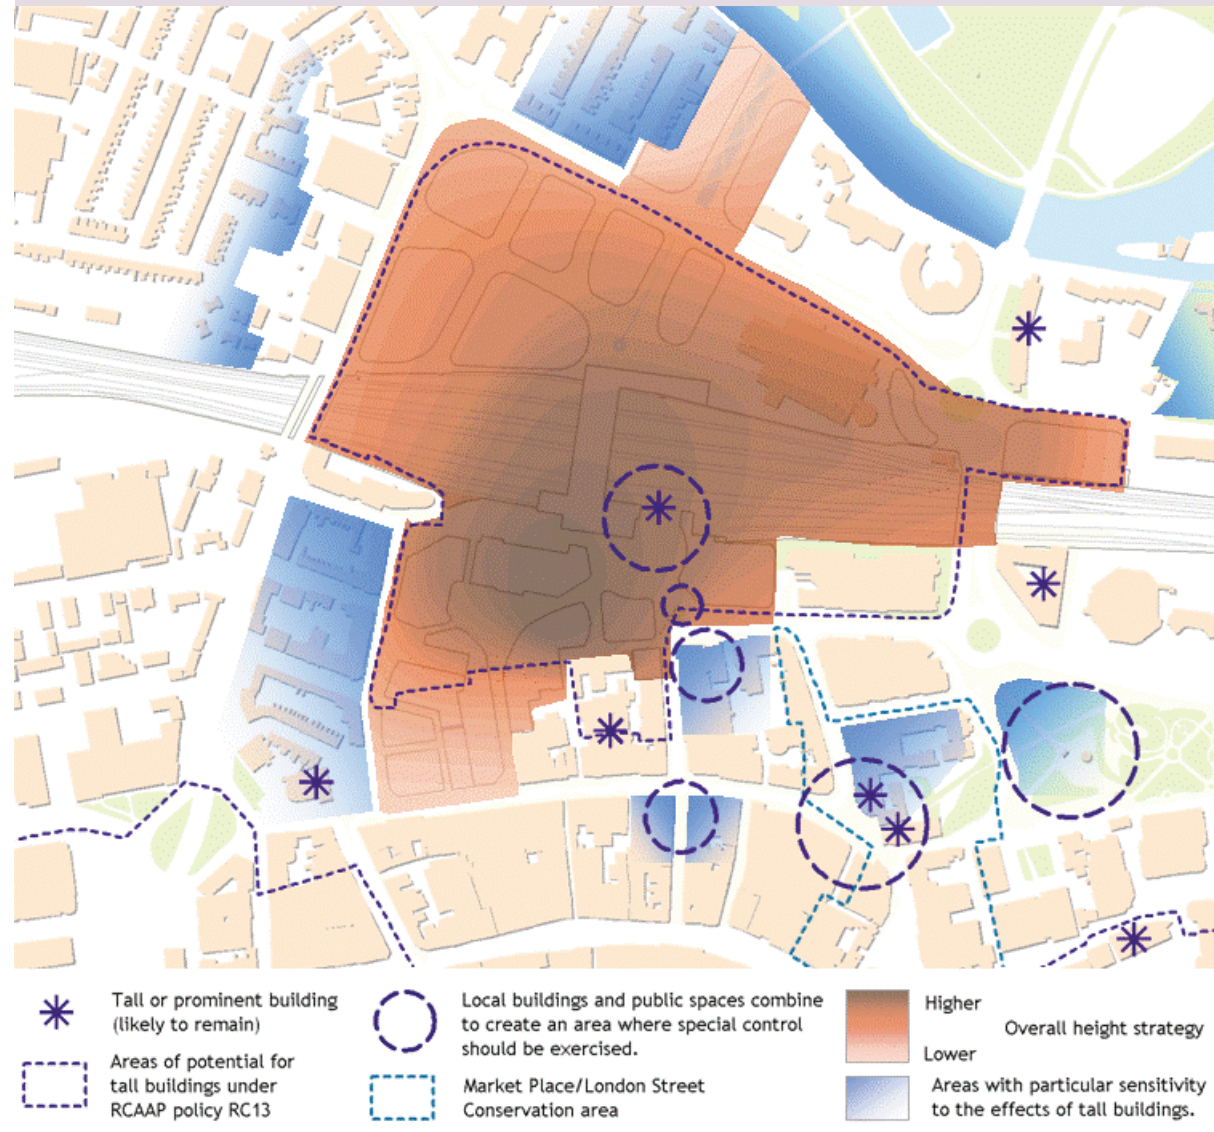 Tall or prominent building
(likely to remain)
Areas of potential for
tall buildings under
RCAAP policy RC13
Local buildings and public spaces combine
to create an area where special control
should be exercised.
Market Place/London Street
Conservation area
Higher
Overall height strategy
Lower
Areas with particular sensitivity
to the effects of tall buildings.